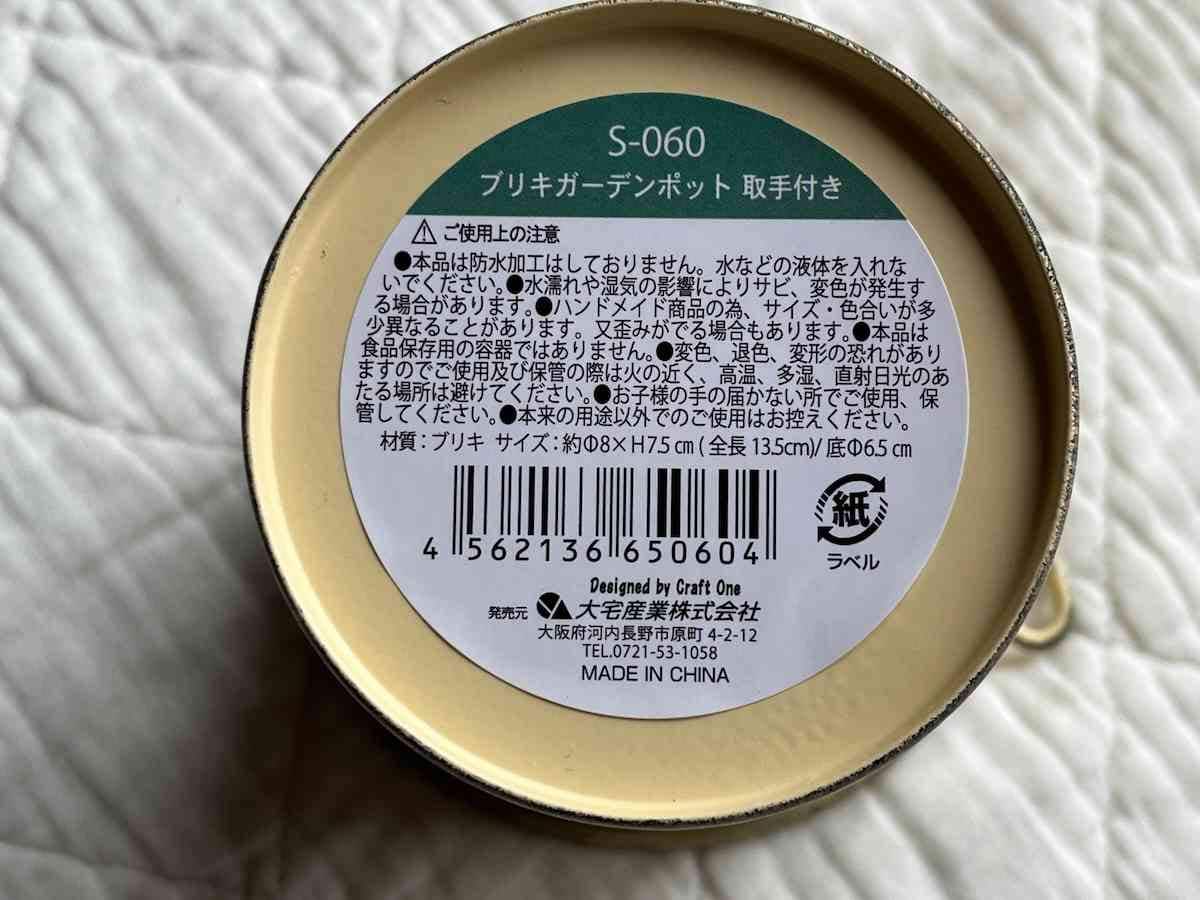 S-060
ブリキガーデンポット 取手付き
⚠ ご使用上の注意
●本品は防水加工はしておりません。水などの液体を入れな
いでください。●水濡れや湿気の影響によりサビ、変色が発生す
る場合があります。●ハンドメイド商品の為、サイズ・色合いが多
少異なることがあります。又歪みがでる場合もあります。●本品は
食品保存用の容器ではありません。●変色、退色、変形の恐れがあり
ますのでご使用及び保管の際は火の近く、高温、多湿、直射日光のあ
たる場所は避けてください。●お子様の手の届かない所でご使用、保
管してください。●本来の用途以外でのご使用はお控えください。
材質：ブリキ サイズ：約Φ8×H7.5㎝ ( 全長 13.5cm)/ 底Φ6.5㎝
4 562136 650604
紙
ラベル
Designed by Craft One
発売元 大宅産業株式会社
大阪府河内長野市原町 4-2-12
TEL.0721-53-1058
MADE IN CHINA